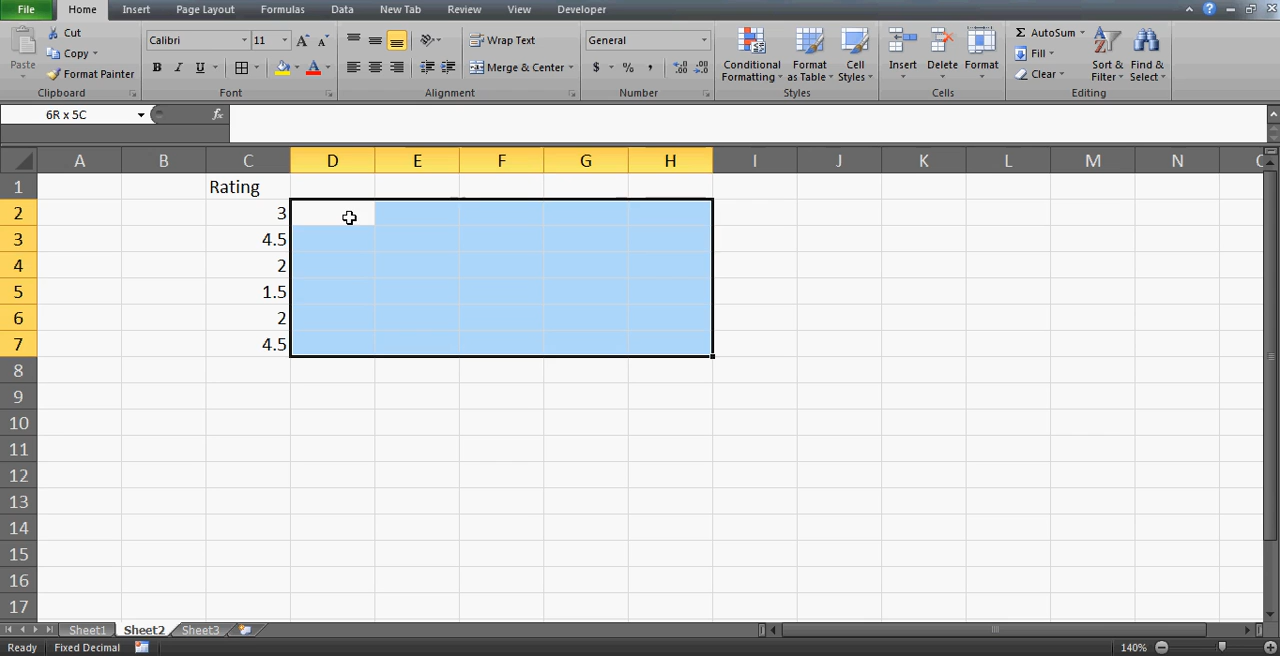 File Home Insert Page Layout Formulas Data New Tab Review View Developer
Paste Cut Copy Format Painter Clipboard
Calibri 11 A A B I U A Font
Wrap Text Merge & Center Alignment
General $ % , .00 .0 Number
Conditional Formatting Format as Table Cell Styles Styles
Insert Delete Format Cells
Σ AutoSum Fill Clear Sort & Filter Find & Select Editing
6R x 5C fx
A B C D E F G H I J K L M N
1 Rating
2 3
3 4.5
4 2
5 1.5
6 2
7 4.5
8
9
10
11
12
13
14
15
16
17
Sheet1 Sheet2 Sheet3
Ready Fixed Decimal 140%